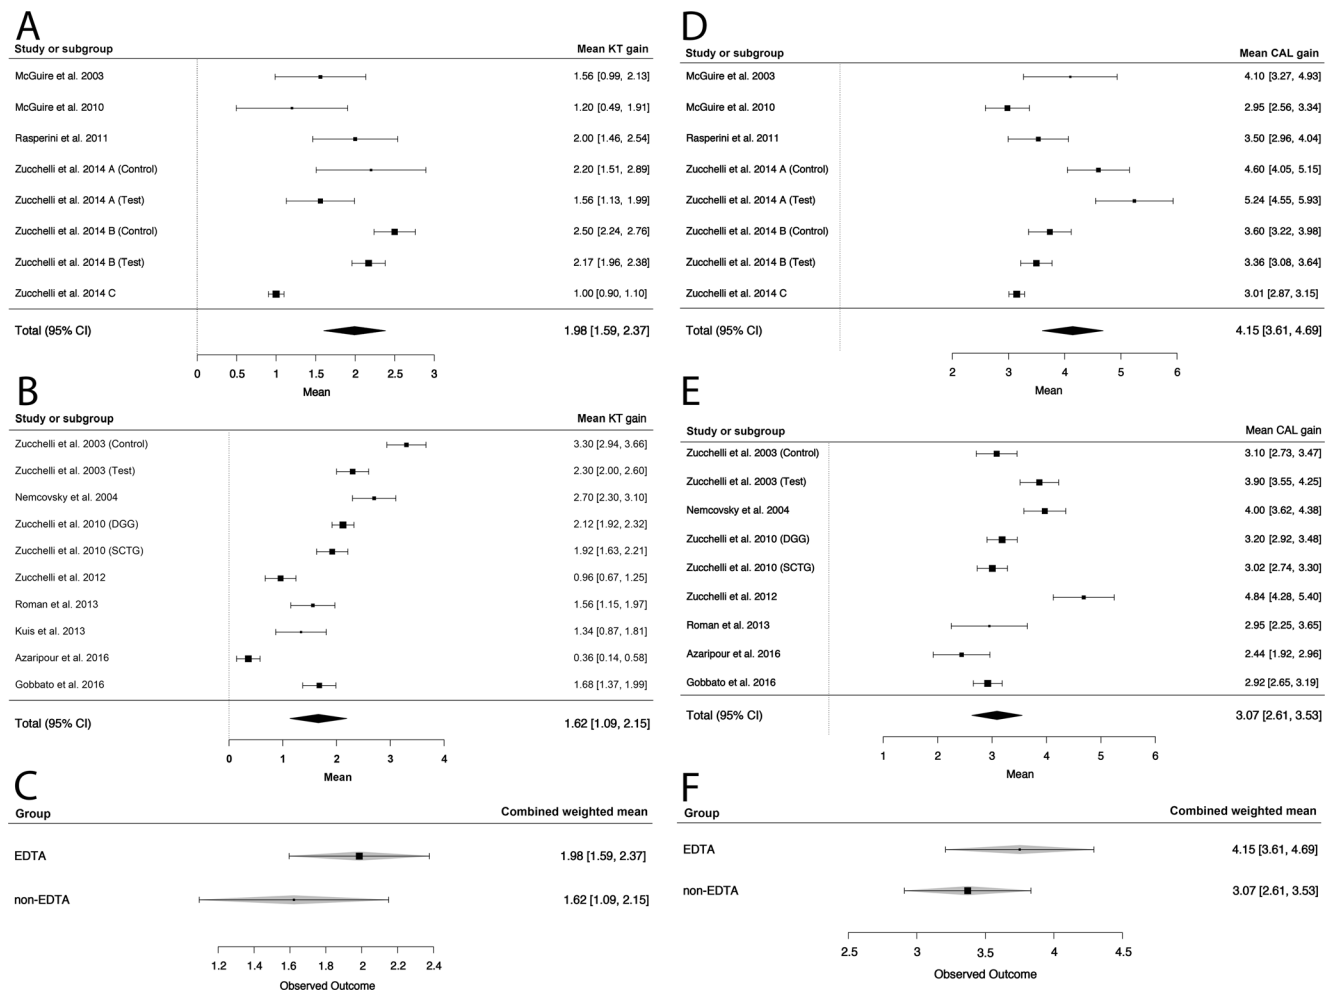 A
Study or subgroup Mean KT gain
McGuire et al. 2003 1.56 [0.99, 2.13]
McGuire et al. 2010 1.20 [0.49, 1.91]
Rasperini et al. 2011 2.00 [1.46, 2.54]
Zucchelli et al. 2014 A (Control) 2.20 [1.51, 2.89]
Zucchelli et al. 2014 A (Test) 1.56 [1.13, 1.99]
Zucchelli et al. 2014 B (Control) 2.50 [2.24, 2.76]
Zucchelli et al. 2014 B (Test) 2.17 [1.96, 2.38]
Zucchelli et al. 2014 C 1.00 [0.90, 1.10]
Total (95% CI) 1.98 [1.59, 2.37]
0 0.5 1 1.5 2 2.5 3
Mean
B
Study or subgroup Mean KT gain
Zucchelli et al. 2003 (Control) 3.30 [2.94, 3.66]
Zucchelli et al. 2003 (Test) 2.30 [2.00, 2.60]
Nemcovsky et al. 2004 2.70 [2.30, 3.10]
Zucchelli et al. 2010 (DGG) 2.12 [1.92, 2.32]
Zucchelli et al. 2010 (SCTG) 1.92 [1.63, 2.21]
Zucchelli et al. 2012 0.96 [0.67, 1.25]
Roman et al. 2013 1.56 [1.15, 1.97]
Kuis et al. 2013 1.34 [0.87, 1.81]
Azaripour et al. 2016 0.36 [0.14, 0.58]
Gobbato et al. 2016 1.68 [1.37, 1.99]
Total (95% CI) 1.62 [1.09, 2.15]
0 1 2 3 4
Mean
C
Group Combined weighted mean
EDTA 1.98 [1.59, 2.37]
non-EDTA 1.62 [1.09, 2.15]
1.2 1.4 1.6 1.8 2 2.2 2.4
Observed Outcome
D
Study or subgroup Mean CAL gain
McGuire et al. 2003 4.10 [3.27, 4.93]
McGuire et al. 2010 2.95 [2.56, 3.34]
Rasperini et al. 2011 3.50 [2.96, 4.04]
Zucchelli et al. 2014 A (Control) 4.60 [4.05, 5.15]
Zucchelli et al. 2014 A (Test) 5.24 [4.55, 5.93]
Zucchelli et al. 2014 B (Control) 3.60 [3.22, 3.98]
Zucchelli et al. 2014 B (Test) 3.36 [3.08, 3.64]
Zucchelli et al. 2014 C 3.01 [2.87, 3.15]
Total (95% CI) 4.15 [3.61, 4.69]
2 3 4 5 6
Mean
E
Study or subgroup Mean CAL gain
Zucchelli et al. 2003 (Control) 3.10 [2.73, 3.47]
Zucchelli et al. 2003 (Test) 3.90 [3.55, 4.25]
Nemcovsky et al. 2004 4.00 [3.62, 4.38]
Zucchelli et al. 2010 (DGG) 3.20 [2.92, 3.48]
Zucchelli et al. 2010 (SCTG) 3.02 [2.74, 3.30]
Zucchelli et al. 2012 4.84 [4.28, 5.40]
Roman et al. 2013 2.95 [2.25, 3.65]
Azaripour et al. 2016 2.44 [1.92, 2.96]
Gobbato et al. 2016 2.92 [2.65, 3.19]
Total (95% CI) 3.07 [2.61, 3.53]
1 2 3 4 5 6
Mean
F
Group Combined weighted mean
EDTA 4.15 [3.61, 4.69]
non-EDTA 3.07 [2.61, 3.53]
2.5 3 3.5 4 4.5
Observed Outcome